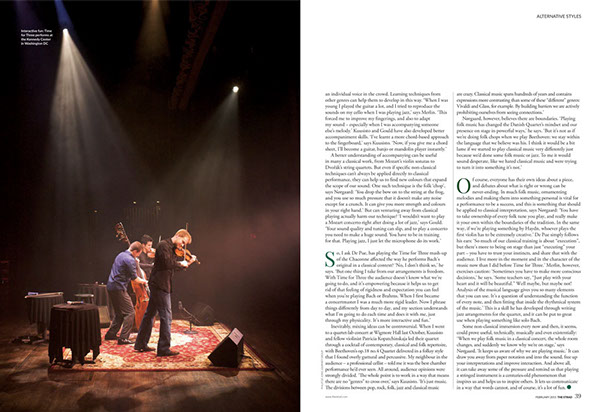 Interactive fun: Time
for Three performs at
the Kennedy Center
in Washington DC
ALTERNATIVE STYLES
an individual voice in the crowd. Learning techniques from
other genres can help them to develop in this way. 'When I was
young I played the guitar a lot, and I tried to reproduce the
sounds on my cello when I was playing jazz,' says Merlin. 'This
forced me to improve my fingerings, and also to adapt
my sound – especially when I was accompanying someone
else's melody.' Kuusisto and Gould have also developed better
accompaniment skills. 'I've learnt a more chord-based approach
to the fingerboard,' says Kuusisto. 'Now, if you give me a chord
chart, I'll become a guitar, banjo or mandolin player instantly.'
A better understanding of accompanying can be useful
in many a classical work, from Mozart's violin sonatas to
Dvořák's string quartets. But even if specific non-classical
techniques can't always be applied directly to classical
performance, they can help us to find new colours that expand
the scope of our sound. One such technique is the folk 'chop',
says Nørgaard: 'You drop the bow on to the string at the frog,
and you use so much pressure that it doesn't make any noise
except for a crunch. It can give you more strength and colours
in your right hand.' But can retreating away from classical
playing actually harm our technique? 'I wouldn't want to play
a Mozart concerto right after doing a lot of jazz,' says Gould.
'Your sound quality and tuning can slip, and to play a concerto
you need to make a huge sound. You have to be in training
for that. Playing jazz, I just let the microphone do its work.'
So, I ask De Pue, has playing the Time for Three mash-up
of the Chaconne affected the way he performs Bach's
original in a classical context? 'No, I don't think so,' he
says. 'But one thing I take from our arrangements is freedom.
With Time for Three the audience doesn't know what we're
going to do, and it's empowering because it helps us to get
rid of that feeling of rigidness and expectation you can feel
when you're playing Bach or Brahms. When I first became
a concertmaster I was a much more rigid leader. Now I phrase
things differently from day to day, and my section understands
what I'm going to do each time and does it with me, just
through my physicality. It's more interactive and fun.'
Inevitably, mixing ideas can be controversial. When I went
to a quartet-lab concert at Wigmore Hall last October, Kuusisto
and fellow violinist Patricia Kopatchinskaja led their quartet
through a cocktail of contemporary, classical and folk repertoire,
with Beethoven's op.18 no.4 Quartet delivered in a folksy style
that I found overly gestural and persuasive. My neighbour in the
audience – a professional cellist – told me it was the best chamber
performance he'd ever seen. All around, audience opinions were
strongly divided. 'The whole point is to work in a way that means
there are no "genres" to cross over,' says Kuusisto. 'It's just music.
The divisions between pop, rock, folk, jazz and classical music
are crazy. Classical music spans hundreds of years and contains
expressions more contrasting than some of these "different" genres:
Vivaldi and Glass, for example. By building barriers we are actively
prohibiting ourselves from seeing connections.'
Nørgaard, however, believes there are boundaries. 'Playing
folk music has changed the Danish Quartet's mindset and our
presence on stage in powerful ways,' he says. 'But it's not as if
we're doing folk chops when we play Beethoven: we stay within
the language that we believe was his. I think it would be a bit
lame if we started to play classical music very differently just
because we'd done some folk music or jazz. To me it would
sound desperate, like we hated classical music and were trying
to turn it into something it's not.'
Of course, everyone has their own ideas about a piece,
and debates about what is right or wrong can be
never-ending. In much folk music, ornamenting
melodies and making them into something personal is vital for
a performance to be a success, and this is something that should
be applied to classical interpretation, says Nørgaard: 'You have
to take ownership of every folk tune you play, and really make
it your own within the boundaries of the tradition. In the same
way, if we're playing something by Haydn, whoever plays the
first violin has to be extremely creative.' De Pue simply follows
his ears: 'So much of our classical training is about "execution",
but there's more to being on stage than just "executing" your
part – you have to trust your instincts, and share that with the
audience. I live more in the moment and in the character of the
music now than I did before Time for Three.' Merlin, however,
exercises caution: 'Sometimes you have to make more conscious
decisions,' he says. 'Some teachers say, "Just play with your
heart and it will be beautiful." Well maybe, but maybe not!
Analysis of the musical language gives you so many elements
that you can use. It's a question of understanding the function
of every note, and then fitting that inside the rhythmical system
of the music.' This is a skill he has developed through writing
jazz arrangements for the quartet, and it can be put to great
use when playing something like solo Bach.
Some non-classical immersion every now and then, it seems,
could prove useful, technically, musically and even existentially:
'When we play folk music in a classical concert, the whole room
changes, and suddenly we know why we're on stage,' says
Nørgaard. 'It keeps us aware of why we are playing music.' It can
draw you away from paper notation and into the sound, free up
your interpretations and improve interaction. And above all,
it can take away some of the pressure and remind us that playing
a stringed instrument is a centuries-old phenomenon that
inspires us and helps us to inspire others. It lets us communicate
in a way that words cannot, and of course, it's a lot of fun.
FEBRUARY 2015 THE STRAD 39